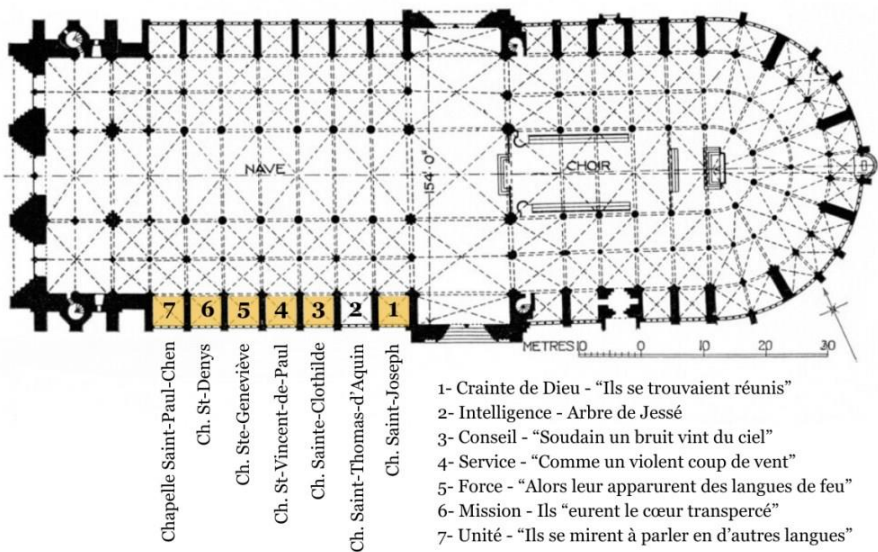 NAVE
CHOIR
154' 0"
METRES 10 0 10 20 30
7 6 5 4 3 2 1
Chapelle Saint-Paul-Chen
Ch. St-Denys
Ch. Ste-Geneviève
Ch. St-Vincent-de-Paul
Ch. Sainte-Clothilde
Ch. Saint-Thomas-d'Aquin
Ch. Saint-Joseph
1- Crainte de Dieu - “Ils se trouvaient réunis”
2- Intelligence - Arbre de Jessé
3- Conseil - “Soudain un bruit vint du ciel”
4- Service - “Comme un violent coup de vent”
5- Force - “Alors leur apparurent des langues de feu”
6- Mission - Ils “eurent le cœur transpercé”
7- Unité - “Ils se mirent à parler en d’autres langues”